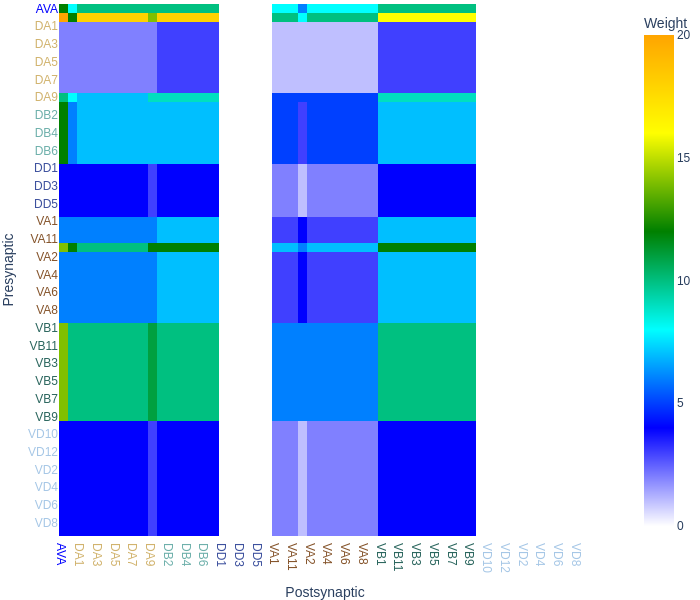 Weight
20
15
10
5
0
Presynaptic
AVA
DA1
DA3
DA5
DA7
DA9
DB2
DB4
DB6
DD1
DD3
DD5
VA1
VA11
VA2
VA4
VA6
VA8
VB1
VB11
VB3
VB5
VB7
VB9
VD10
VD12
VD2
VD4
VD6
VD8
AVA DA1 DA3 DA5 DA7 DA9 DB2 DB4 DB6 DD1 DD3 DD5 VA1 VA11 VA2 VA4 VA6 VA8 VB1 VB11 VB3 VB5 VB7 VB9 VD10 VD12 VD2 VD4 VD6 VD8
Postsynaptic